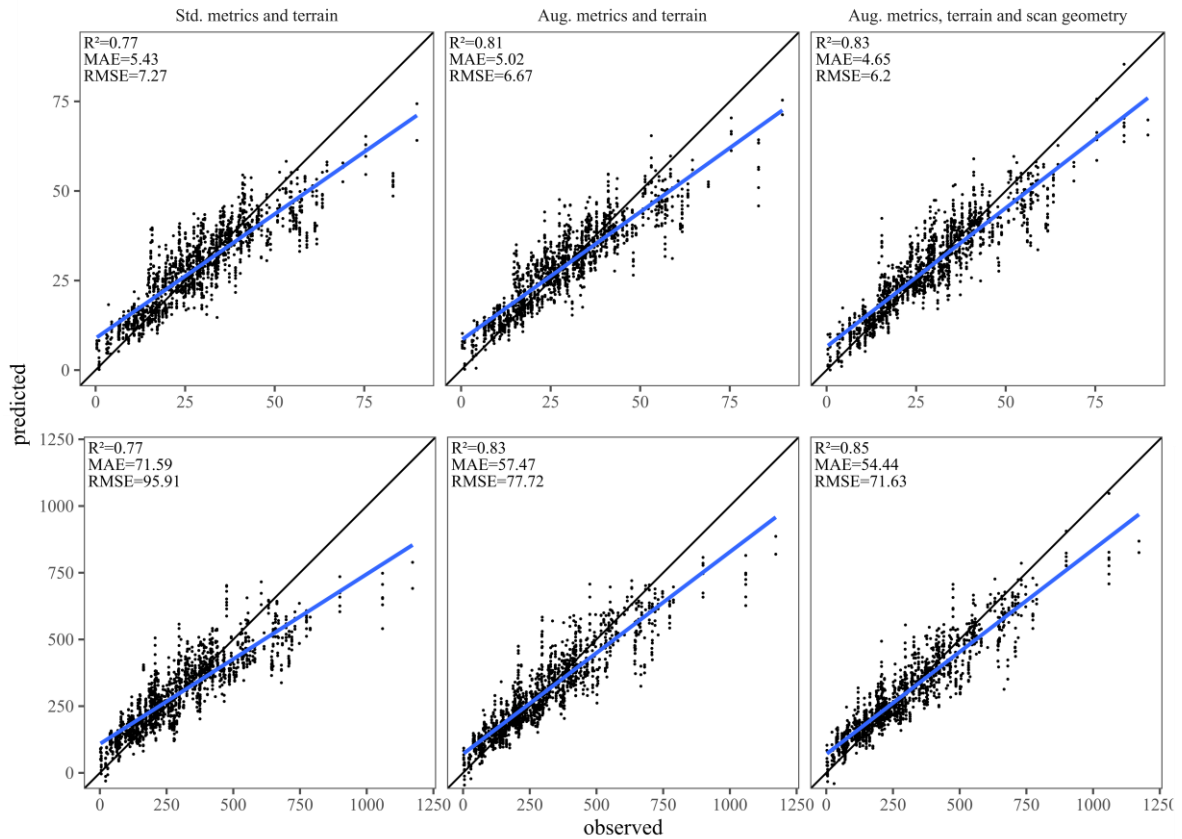 Std. metrics and terrain
Aug. metrics and terrain
Aug. metrics, terrain and scan geometry
R²=0.77
MAE=5.43
RMSE=7.27
R²=0.81
MAE=5.02
RMSE=6.67
R²=0.83
MAE=4.65
RMSE=6.2
75
50
25
0
0 25 50 75
0 25 50 75
0 25 50 75
predicted
R²=0.77
MAE=71.59
RMSE=95.91
R²=0.83
MAE=57.47
RMSE=77.72
R²=0.85
MAE=54.44
RMSE=71.63
1250
1000
750
500
250
0
0 250 500 750 1000 1250
0 250 500 750 1000 1250
0 250 500 750 1000 1250
observed